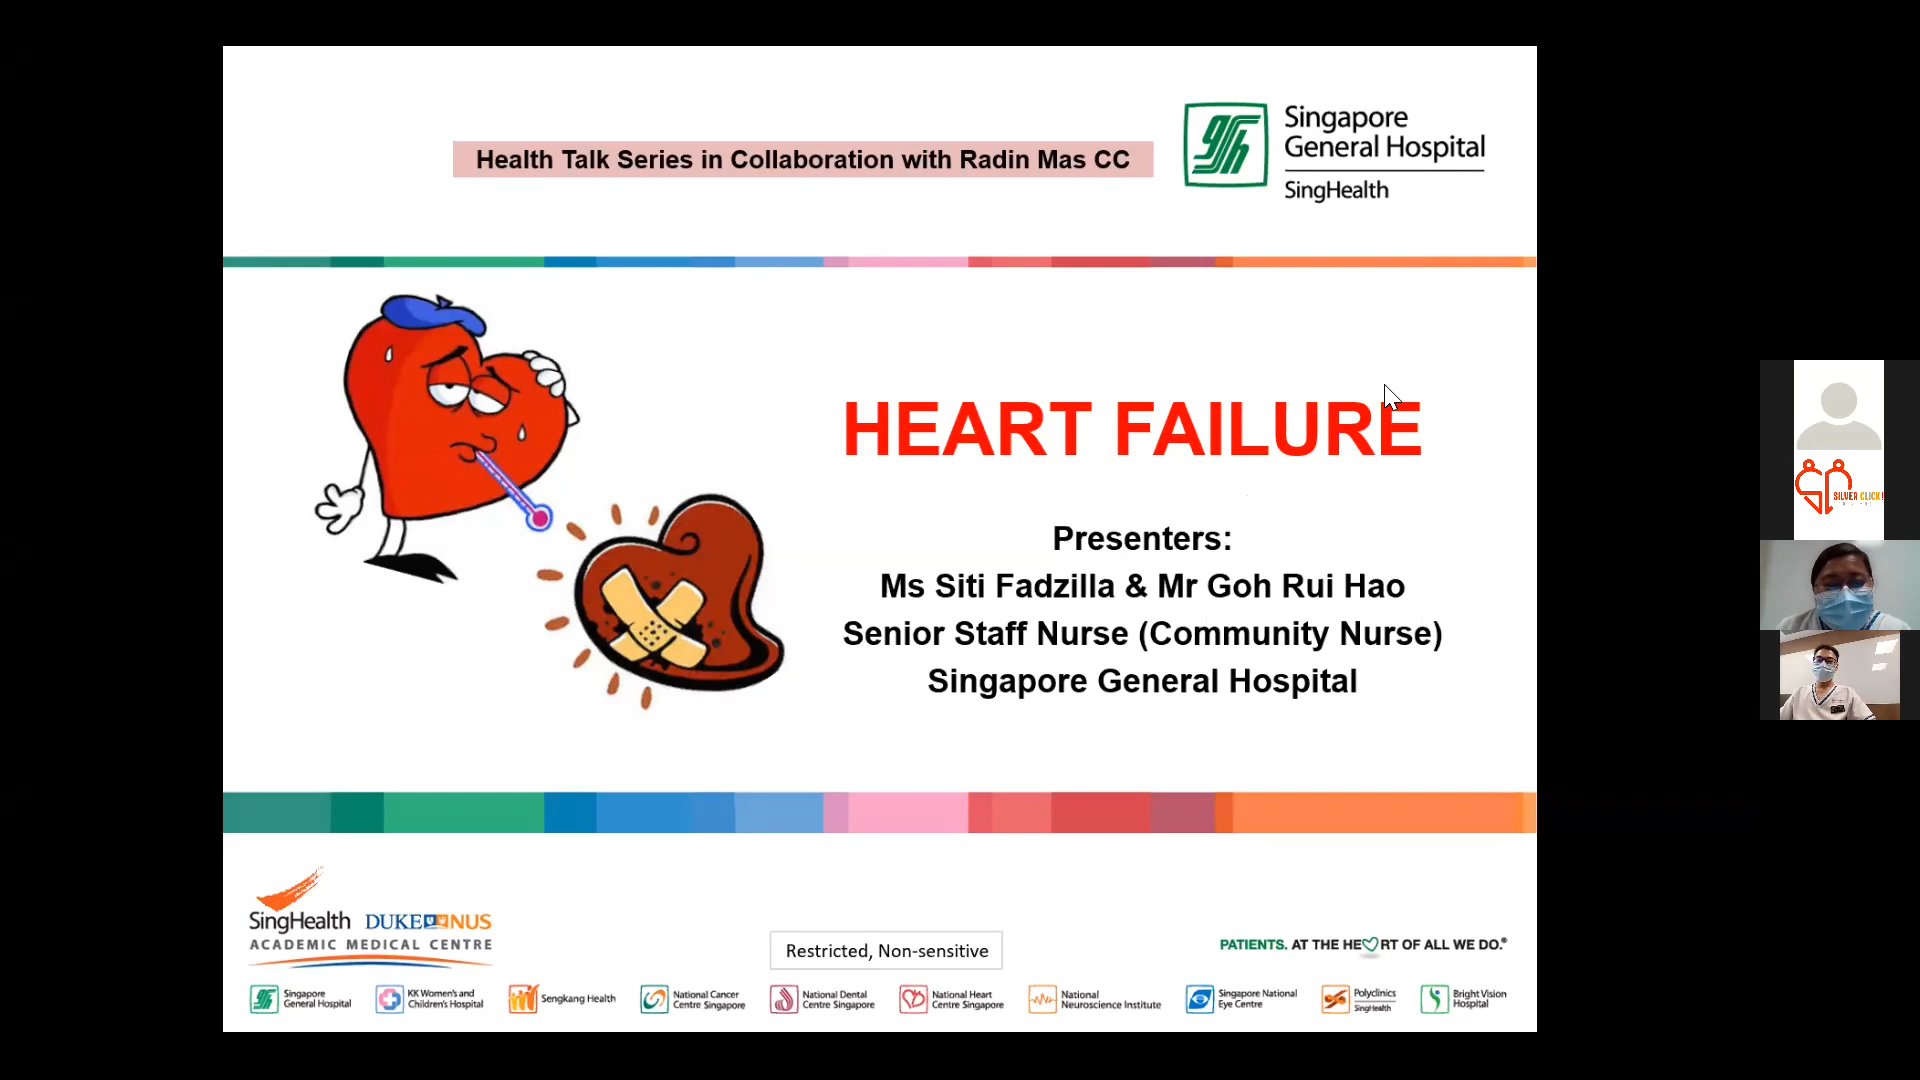 Health Talk Series in Collaboration with Radin Mas CC
Singapore
General Hospital
SingHealth
HEART FAILURE
Presenters:
Ms Siti Fadzilla & Mr Goh Rui Hao
Senior Staff Nurse (Community Nurse)
Singapore General Hospital
SILVER CLICK!
SingHealth DUKE NUS
ACADEMIC MEDICAL CENTRE
Restricted, Non-sensitive
PATIENTS. AT THE HE RT OF ALL WE DO.®
Singapore
General Hospital
KK Women's and
Children's Hospital
Sengkang Health
National Cancer
Centre Singapore
National Dental
Centre Singapore
National Heart
Centre Singapore
National
Neuroscience Institute
Singapore National
Eye Centre
Polyclinics
SingHealth
Bright Vision
Hospital